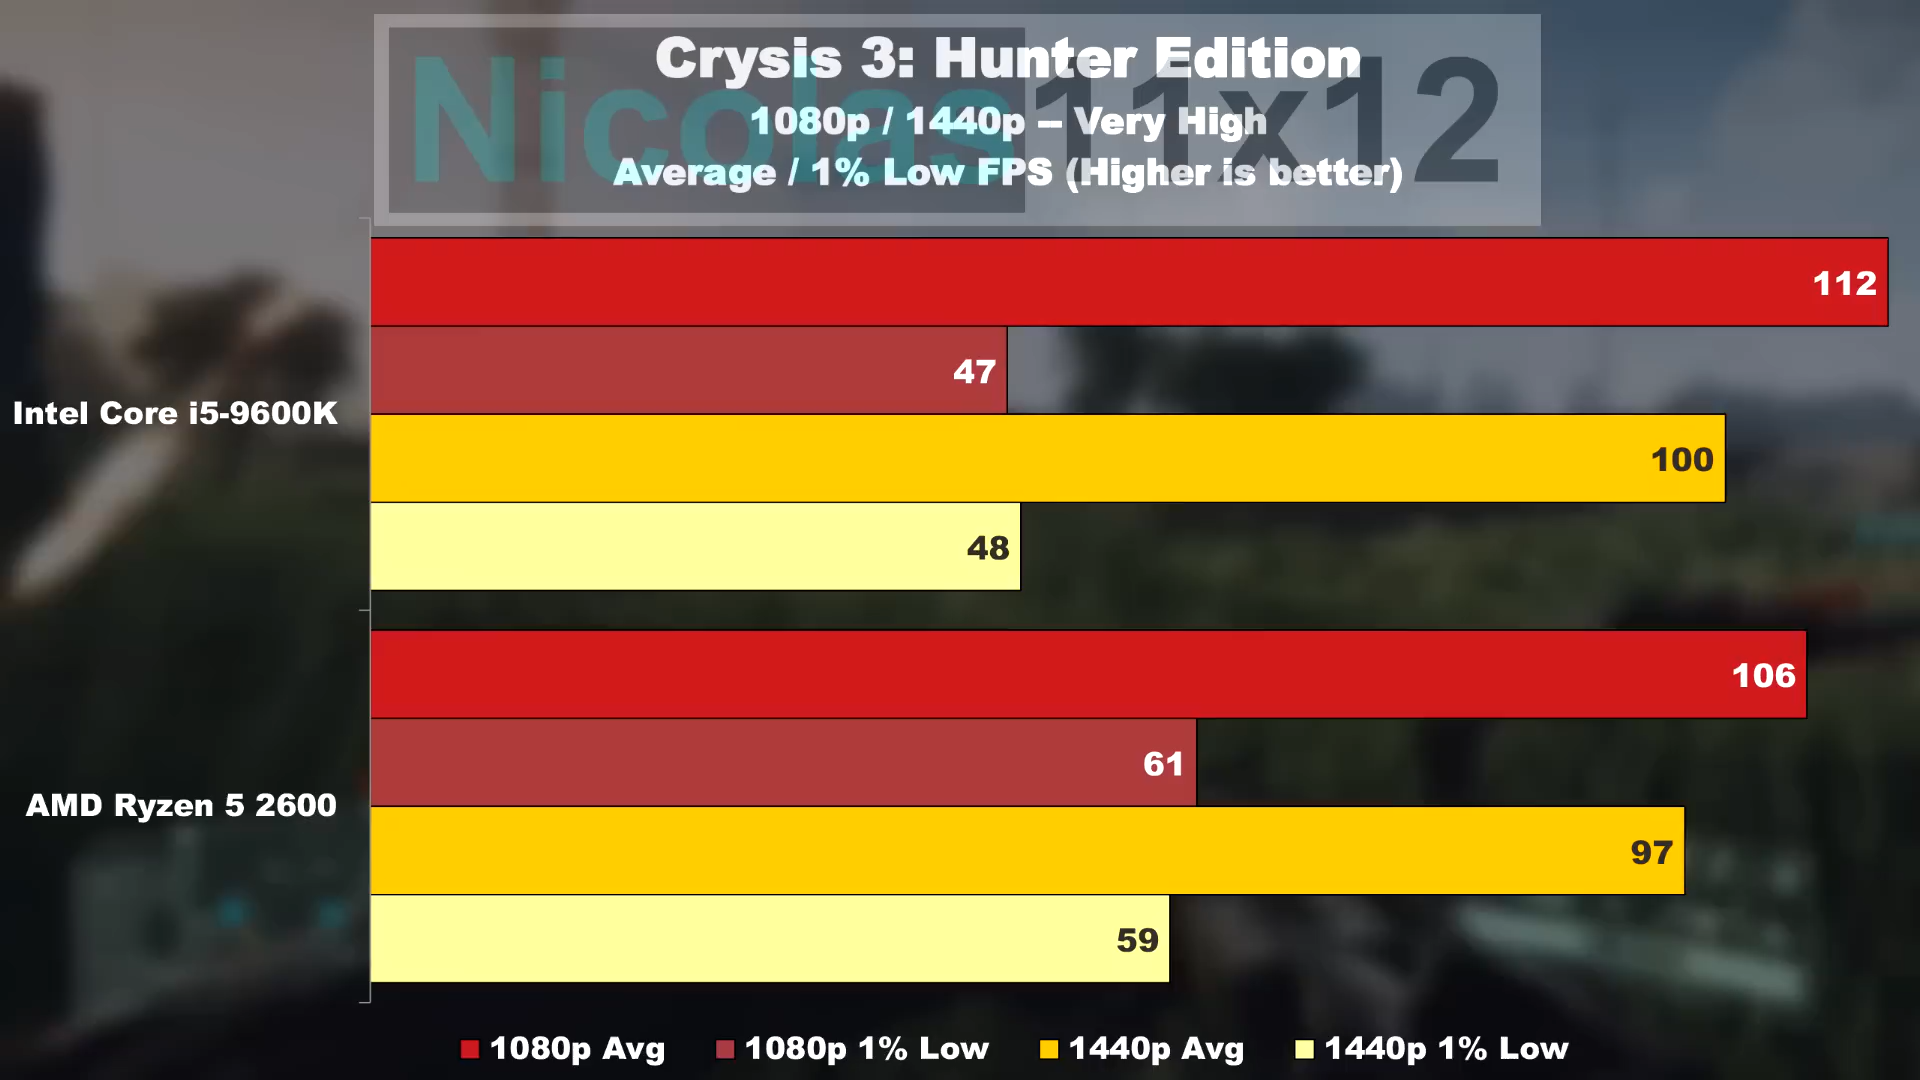 Nicolas11x12
Crysis 3: Hunter Edition
1080p / 1440p – Very High
Average / 1% Low FPS (Higher is better)
112
47
Intel Core i5-9600K
100
48
106
61
AMD Ryzen 5 2600
97
59
1080p Avg 1080p 1% Low 1440p Avg 1440p 1% Low